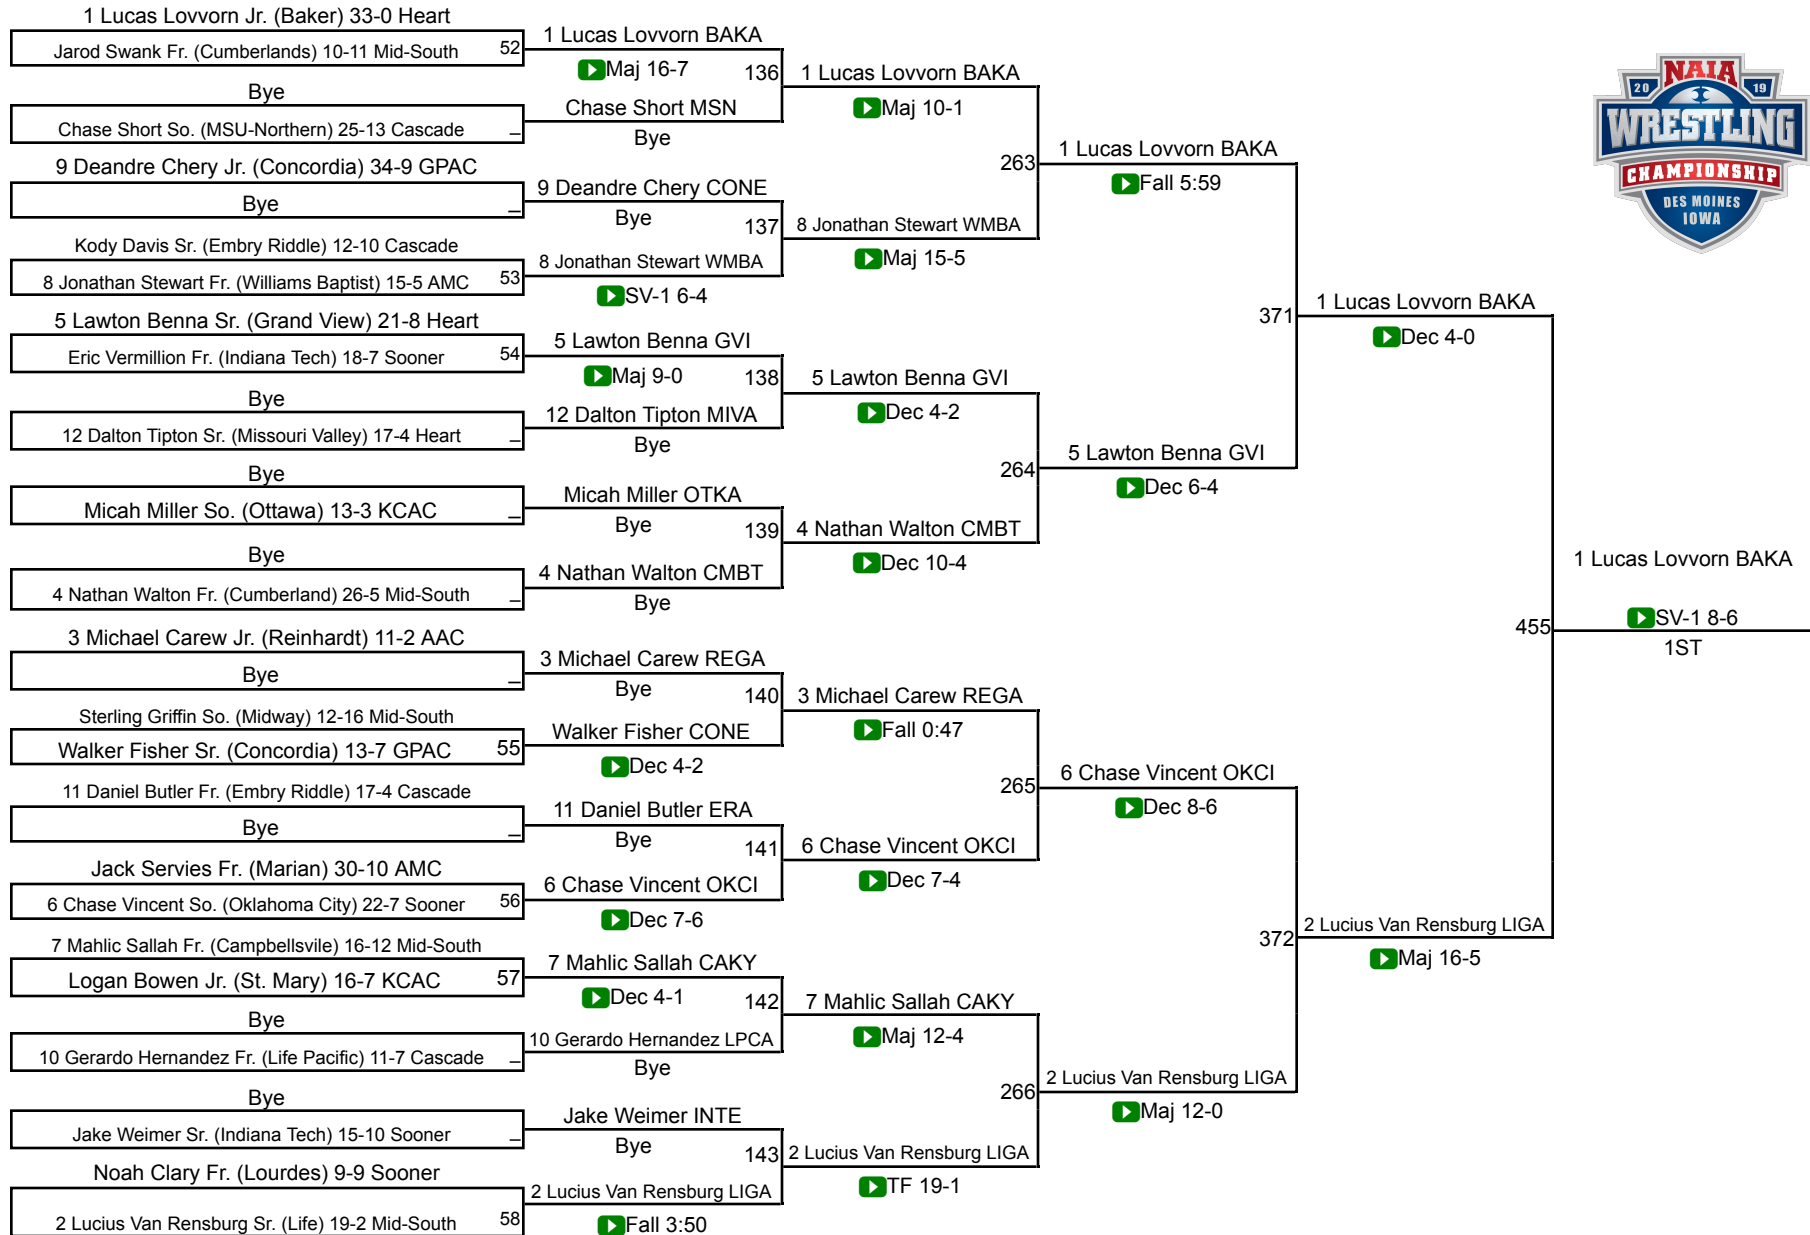 1 Lucas Lovvorn Jr. (Baker) 33-0 Heart
Jarod Swank Fr. (Cumberlands) 10-11 Mid-South 52
Bye
Chase Short So. (MSU-Northern) 25-13 Cascade _
9 Deandre Chery Jr. (Concordia) 34-9 GPAC
Bye _
Kody Davis Sr. (Embry Riddle) 12-10 Cascade
8 Jonathan Stewart Fr. (Williams Baptist) 15-5 AMC 53
5 Lawton Benna Sr. (Grand View) 21-8 Heart
Eric Vermillion Fr. (Indiana Tech) 18-7 Sooner 54
Bye
12 Dalton Tipton Sr. (Missouri Valley) 17-4 Heart _
Bye
Micah Miller So. (Ottawa) 13-3 KCAC _
Bye
4 Nathan Walton Fr. (Cumberland) 26-5 Mid-South _
3 Michael Carew Jr. (Reinhardt) 11-2 AAC
Bye _
Sterling Griffin So. (Midway) 12-16 Mid-South
Walker Fisher Sr. (Concordia) 13-7 GPAC 55
11 Daniel Butler Fr. (Embry Riddle) 17-4 Cascade
Bye _
Jack Servies Fr. (Marian) 30-10 AMC
6 Chase Vincent So. (Oklahoma City) 22-7 Sooner 56
7 Mahlic Sallah Fr. (Campbellsvile) 16-12 Mid-South
Logan Bowen Jr. (St. Mary) 16-7 KCAC 57
Bye
10 Gerardo Hernandez Fr. (Life Pacific) 11-7 Cascade _
Bye
Jake Weimer Sr. (Indiana Tech) 15-10 Sooner _
Noah Clary Fr. (Lourdes) 9-9 Sooner
2 Lucius Van Rensburg Sr. (Life) 19-2 Mid-South 58
1 Lucas Lovvorn BAKA
Maj 16-7
136
Chase Short MSN
Bye
9 Deandre Chery CONE
Bye
137
8 Jonathan Stewart WMBA
SV-1 6-4
5 Lawton Benna GVI
Maj 9-0
138
12 Dalton Tipton MIVA
Bye
Micah Miller OTKA
Bye
139
4 Nathan Walton CMBT
Bye
3 Michael Carew REGA
Bye
140
Walker Fisher CONE
Dec 4-2
11 Daniel Butler ERA
Bye
141
6 Chase Vincent OKCI
Dec 7-6
7 Mahlic Sallah CAKY
Dec 4-1
142
10 Gerardo Hernandez LPCA
Bye
Jake Weimer INTE
Bye
143
2 Lucius Van Rensburg LIGA
Fall 3:50
1 Lucas Lovvorn BAKA
Maj 10-1
263
8 Jonathan Stewart WMBA
Maj 15-5
5 Lawton Benna GVI
Dec 4-2
264
4 Nathan Walton CMBT
Dec 10-4
3 Michael Carew REGA
Fall 0:47
265
6 Chase Vincent OKCI
Dec 7-4
7 Mahlic Sallah CAKY
Maj 12-4
266
2 Lucius Van Rensburg LIGA
TF 19-1
1 Lucas Lovvorn BAKA
Fall 5:59
371
5 Lawton Benna GVI
Dec 6-4
6 Chase Vincent OKCI
Dec 8-6
372
2 Lucius Van Rensburg LIGA
Maj 12-0
1 Lucas Lovvorn BAKA
Dec 4-0
455
2 Lucius Van Rensburg LIGA
Maj 16-5
1 Lucas Lovvorn BAKA
SV-1 8-6
1ST
NAIA
20 19
WRESTLING
CHAMPIONSHIP
DES MOINES
IOWA